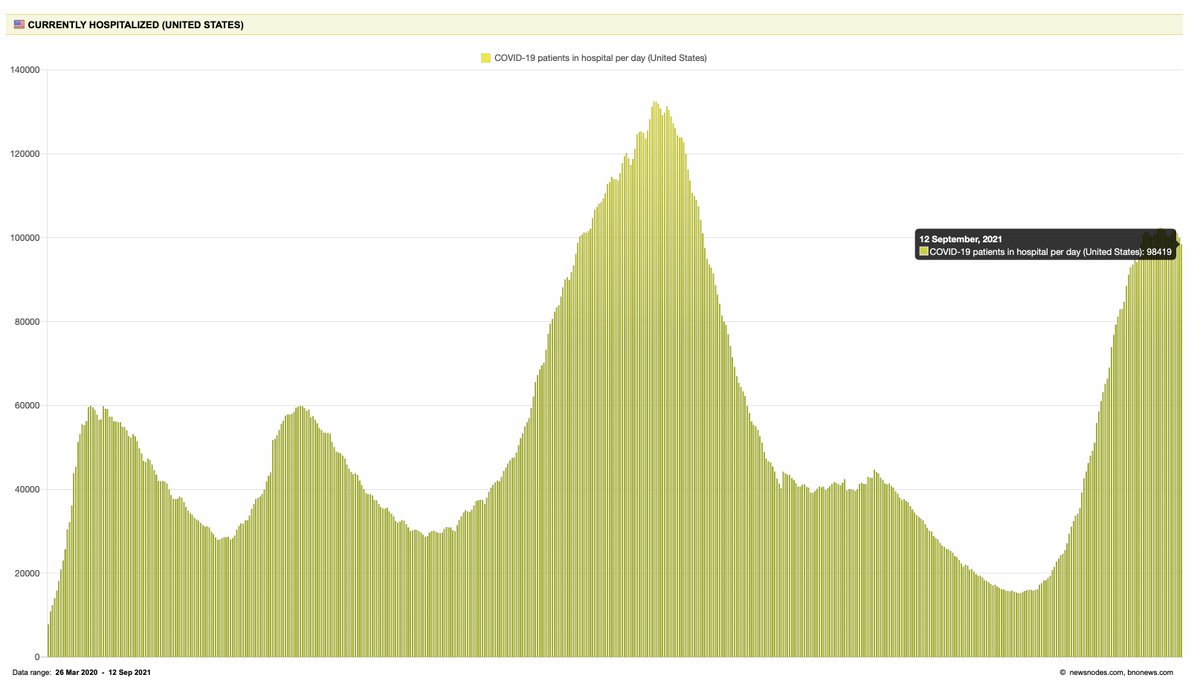 CURRENTLY HOSPITALIZED (UNITED STATES)
COVID-19 patients in hospital per day (United States)
140000
120000
100000
80000
60000
40000
20000
0
12 September, 2021
COVID-19 patients in hospital per day (United States): 98419
Data range: 26 Mar 2020 - 12 Sep 2021
© newsnodes.com, bnonews.com